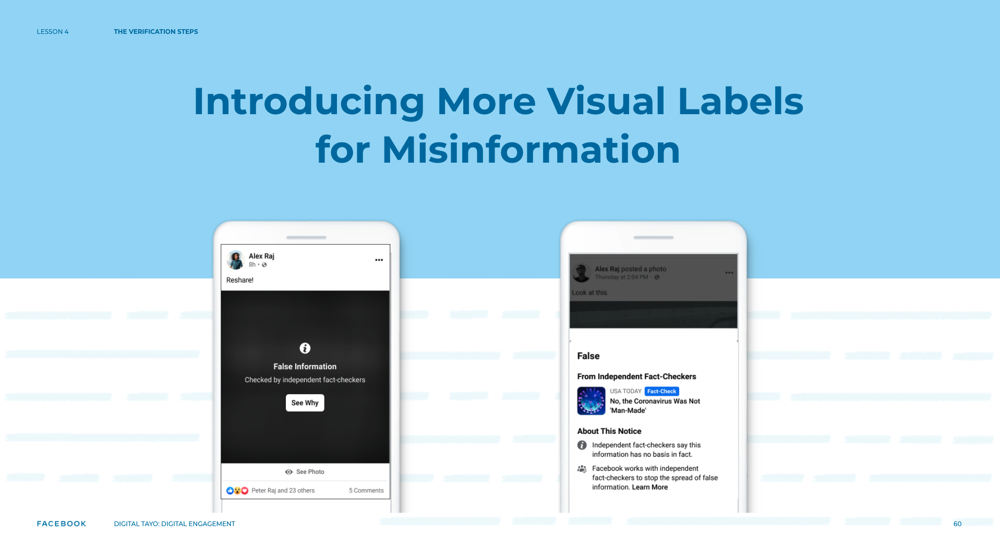 LESSON 4
THE VERIFICATION STEPS
Introducing More Visual Labels
for Misinformation
Alex Raj
8h •
Reshare!
False Information
Checked by independent fact-checkers
See Why
See Photo
Peter Raj and 23 others
5 Comments
Alex Raj posted a photo
Thursday at 2:04 PM ·
Look at this.
False
From Independent Fact-Checkers
USA TODAY Fact-Check
No, the Coronavirus Was Not
'Man-Made'
About This Notice
Independent fact-checkers say this
information has no basis in fact.
Facebook works with independent
fact-checkers to stop the spread of false
information. Learn More
FACEBOOK
DIGITAL TAYO: DIGITAL ENGAGEMENT
60